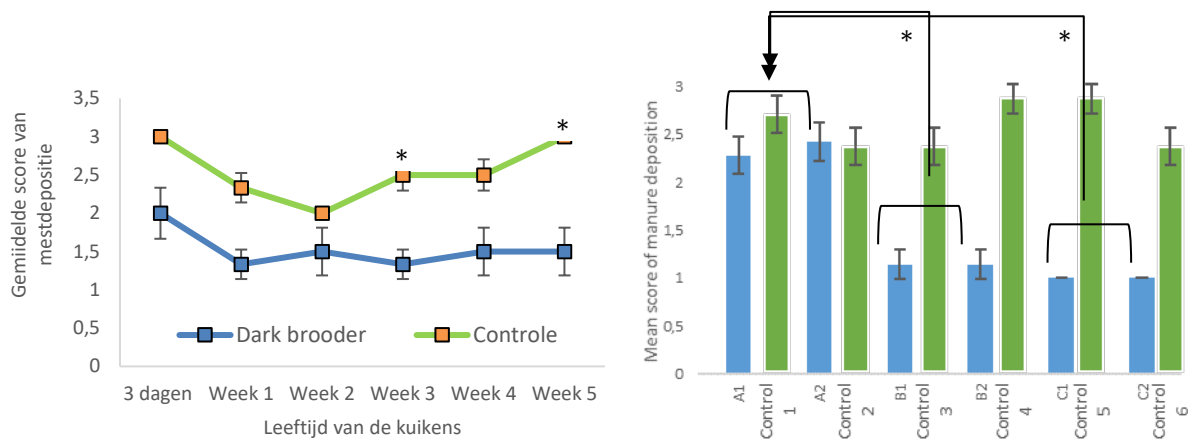 Gemiidelde score van
mestdepositie
3,5
3
2,5
2
1,5
1
0,5
0
*
*
Dark brooder
Controle
3 dagen Week 1 Week 2 Week 3 Week 4 Week 5
Leeftijd van de kuikens
Mean score of manure deposition
3
2,5
2
1,5
1
0,5
0
*
*
A1
Control
1
A2
Control
2
B1
Control
3
B2
Control
4
C1
Control
5
C2
Control
6